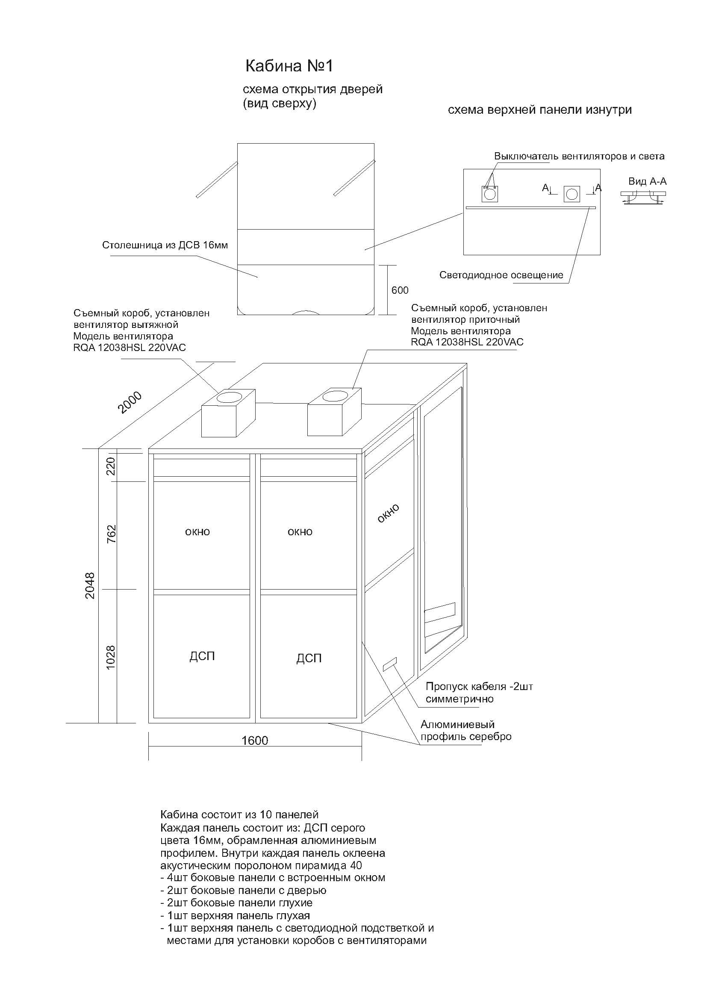 Кабина №1
схема открытия дверей
(вид сверху)
схема верхней панели изнутри
Выключатель вентиляторов и света
Вид А-А
А
А
Столешница из ДСВ 16мм
Светодиодное освещение
600
Съемный короб, установлен
вентилятор вытяжной
Модель вентилятора
RQA 12038HSL 220VAC
Съемный короб, установлен
вентилятор приточный
Модель вентилятора
RQA 12038HSL 220VAC
2000
220
762
2048
1028
окно
окно
окно
ДСП
ДСП
Пропуск кабеля -2шт
симметрично
Алюминиевый
профиль серебро
1600
Кабина состоит из 10 панелей
Каждая панель состоит из: ДСП серого
цвета 16мм, обрамленная алюминиевым
профилем. Внутри каждая панель оклеена
акустическим поролоном пирамида 40
- 4шт боковые панели с встроенным окном
- 2шт боковые панели с дверью
- 2шт боковые панели глухие
- 1шт верхняя панель глухая
- 1шт верхняя панель с светодиодной подстветкой и
местами для установки коробов с вентиляторами